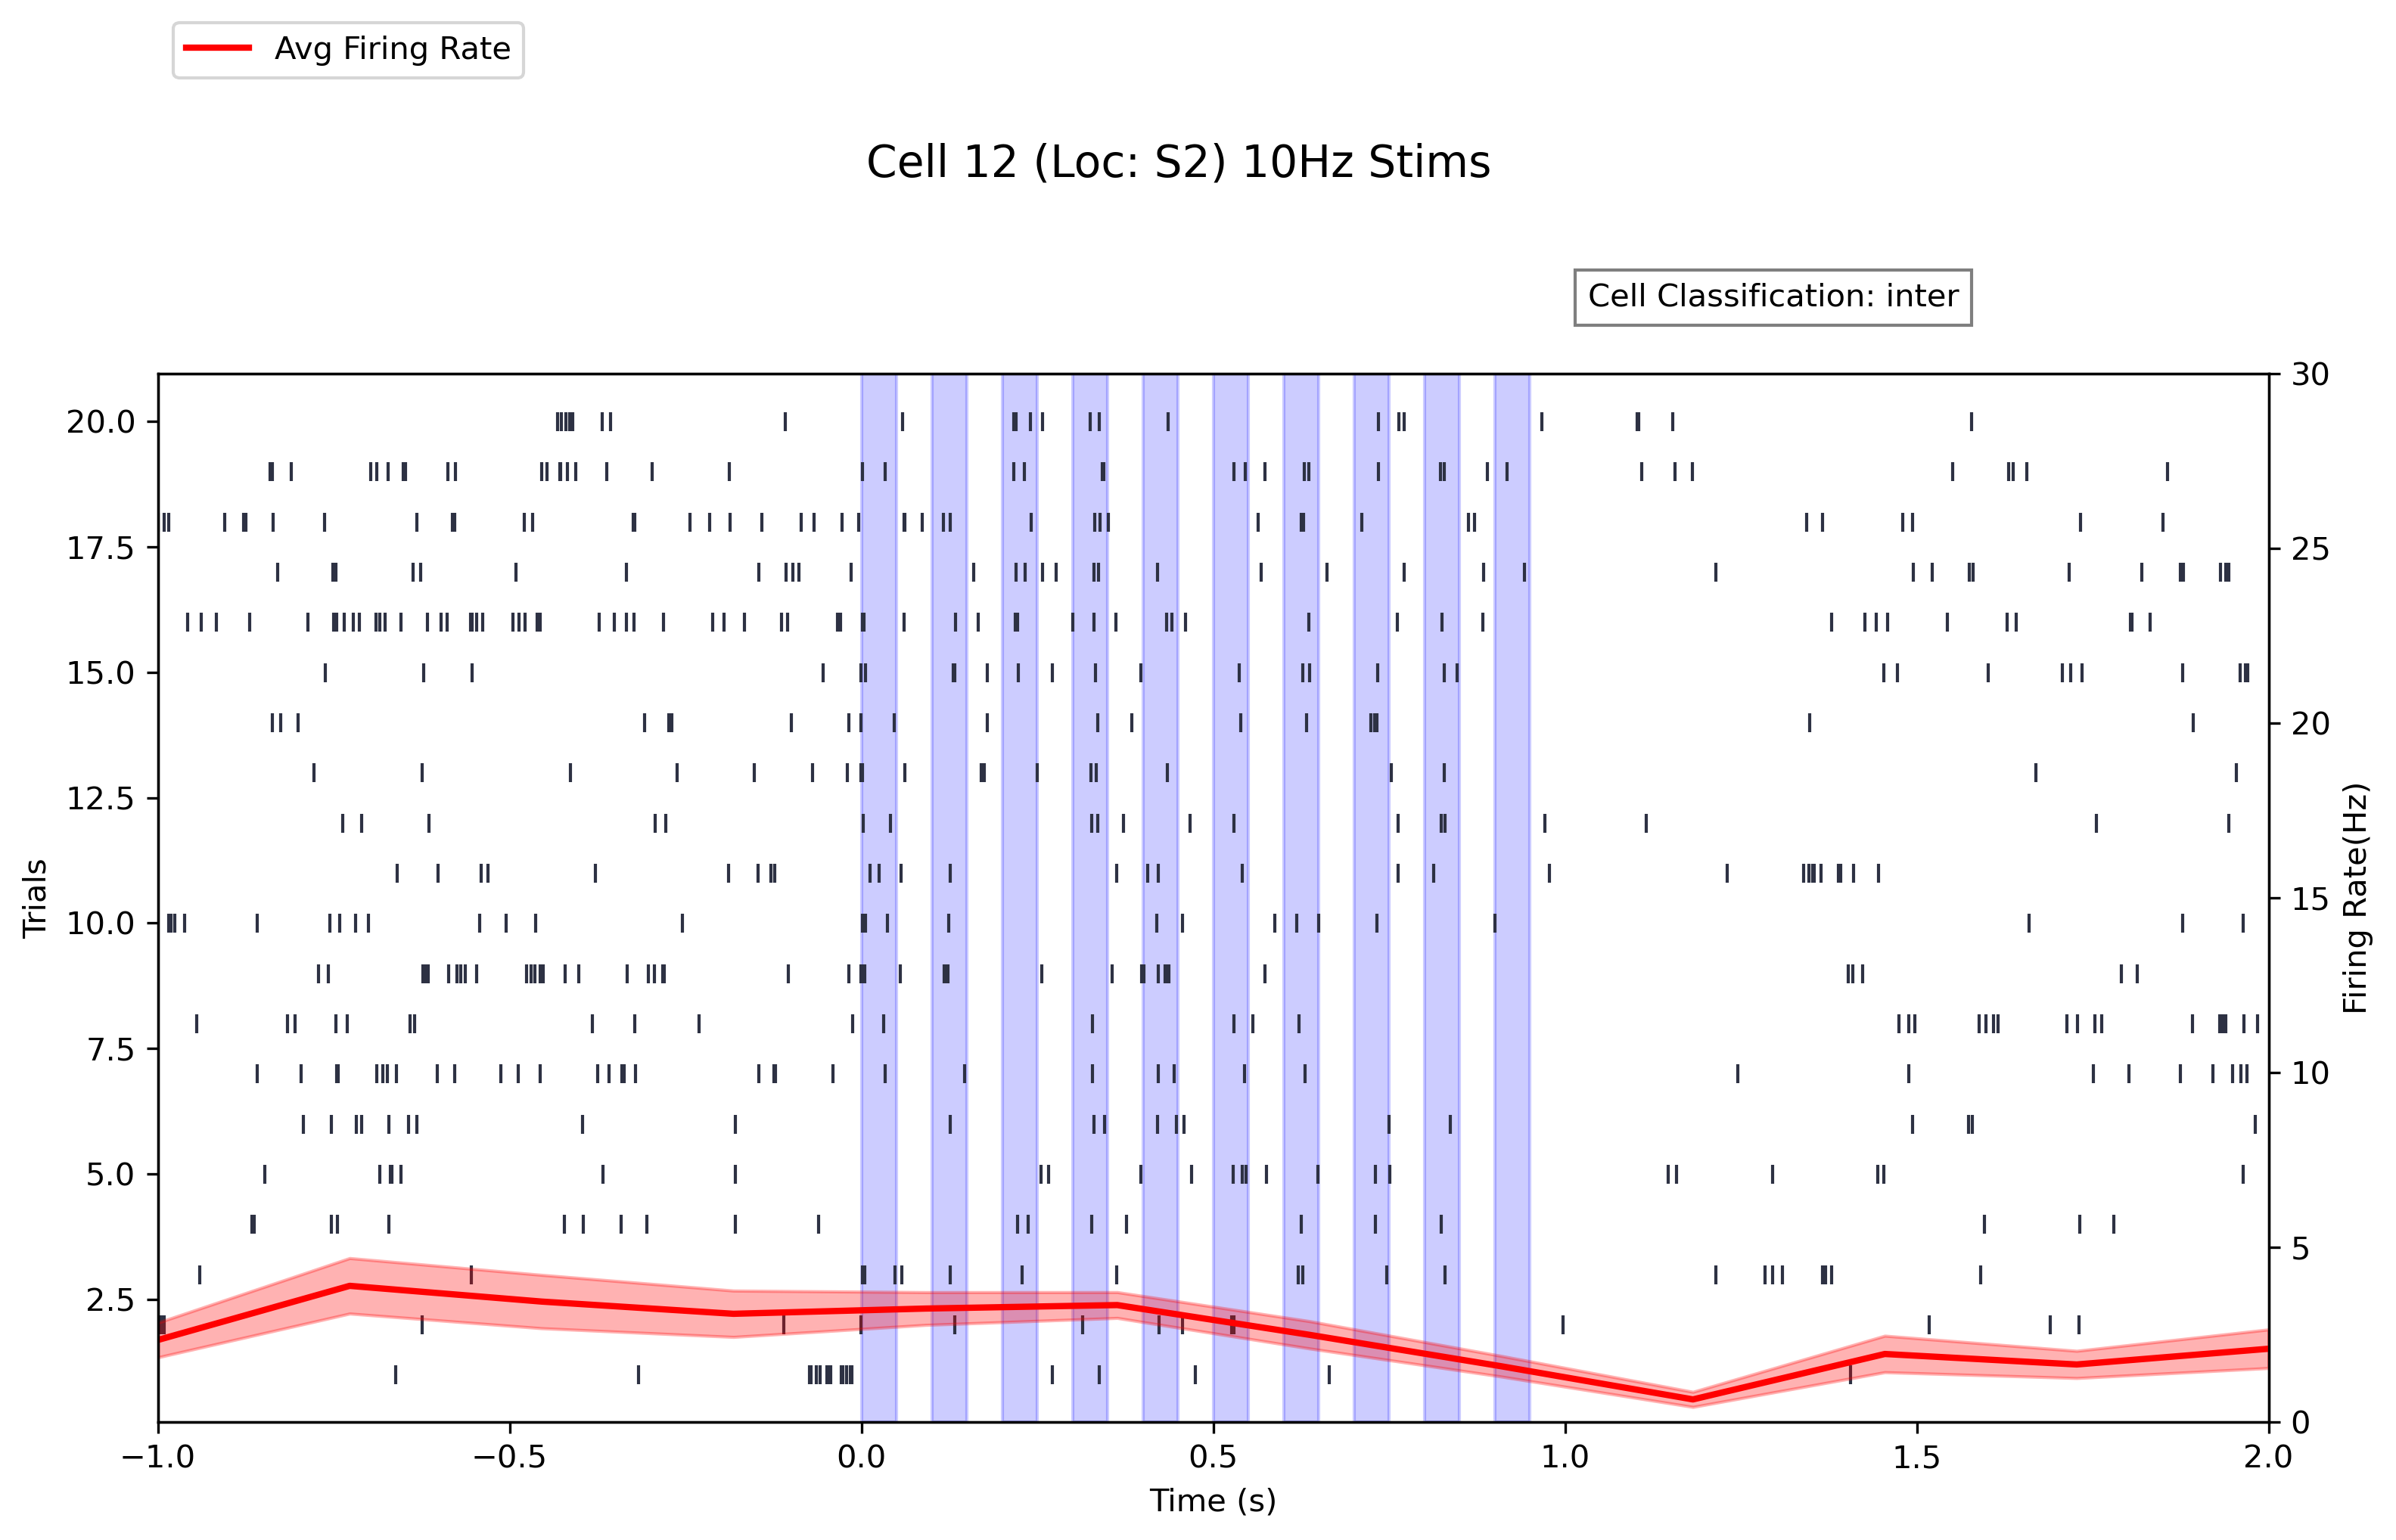 Avg Firing Rate
Cell 12 (Loc: S2) 10Hz Stims
Cell Classification: inter
Trials
20.0
17.5
15.0
12.5
10.0
7.5
5.0
2.5
30
25
20
15
10
5
0
Firing Rate(Hz)
−1.0 −0.5 0.0 0.5 1.0 1.5 2.0
Time (s)